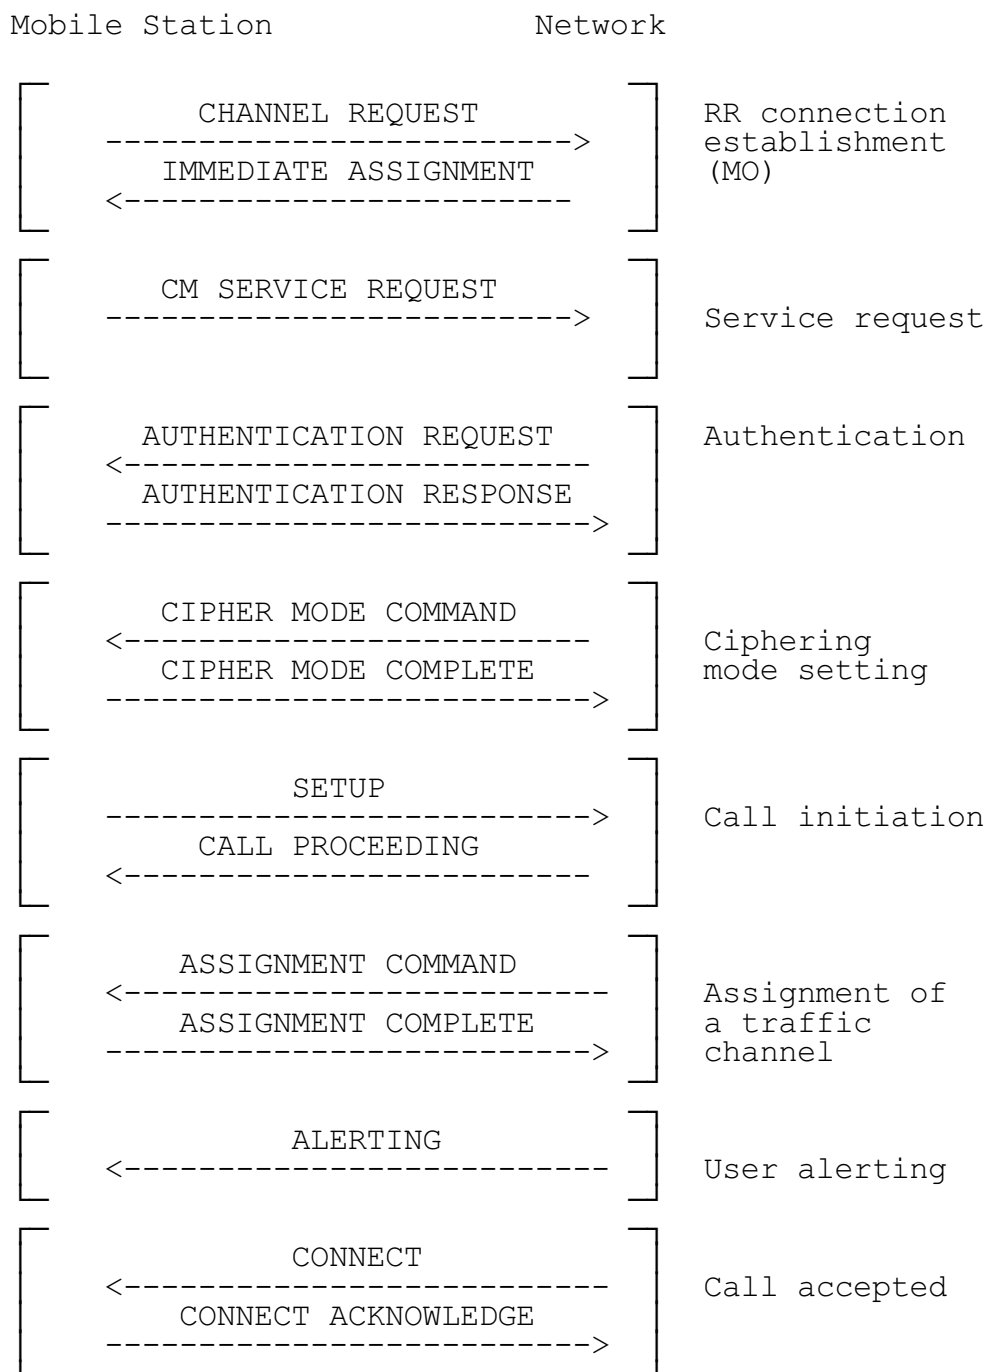 Mobile Station Network
CHANNEL REQUEST RR connection
------------------------> establishment
IMMEDIATE ASSIGNMENT (MO)
<------------------------
CM SERVICE REQUEST
-------------------------> Service request
AUTHENTICATION REQUEST Authentication
<-------------------------
AUTHENTICATION RESPONSE
-------------------------->
CIPHER MODE COMMAND
<------------------------- Ciphering
CIPHER MODE COMPLETE mode setting
-------------------------->
SETUP
--------------------------> Call initiation
CALL PROCEEDING
<-------------------------
ASSIGNMENT COMMAND
<-------------------------- Assignment of
ASSIGNMENT COMPLETE a traffic
--------------------------> channel
ALERTING
<-------------------------- User alerting
CONNECT
<-------------------------- Call accepted
CONNECT ACKNOWLEDGE
-------------------------->